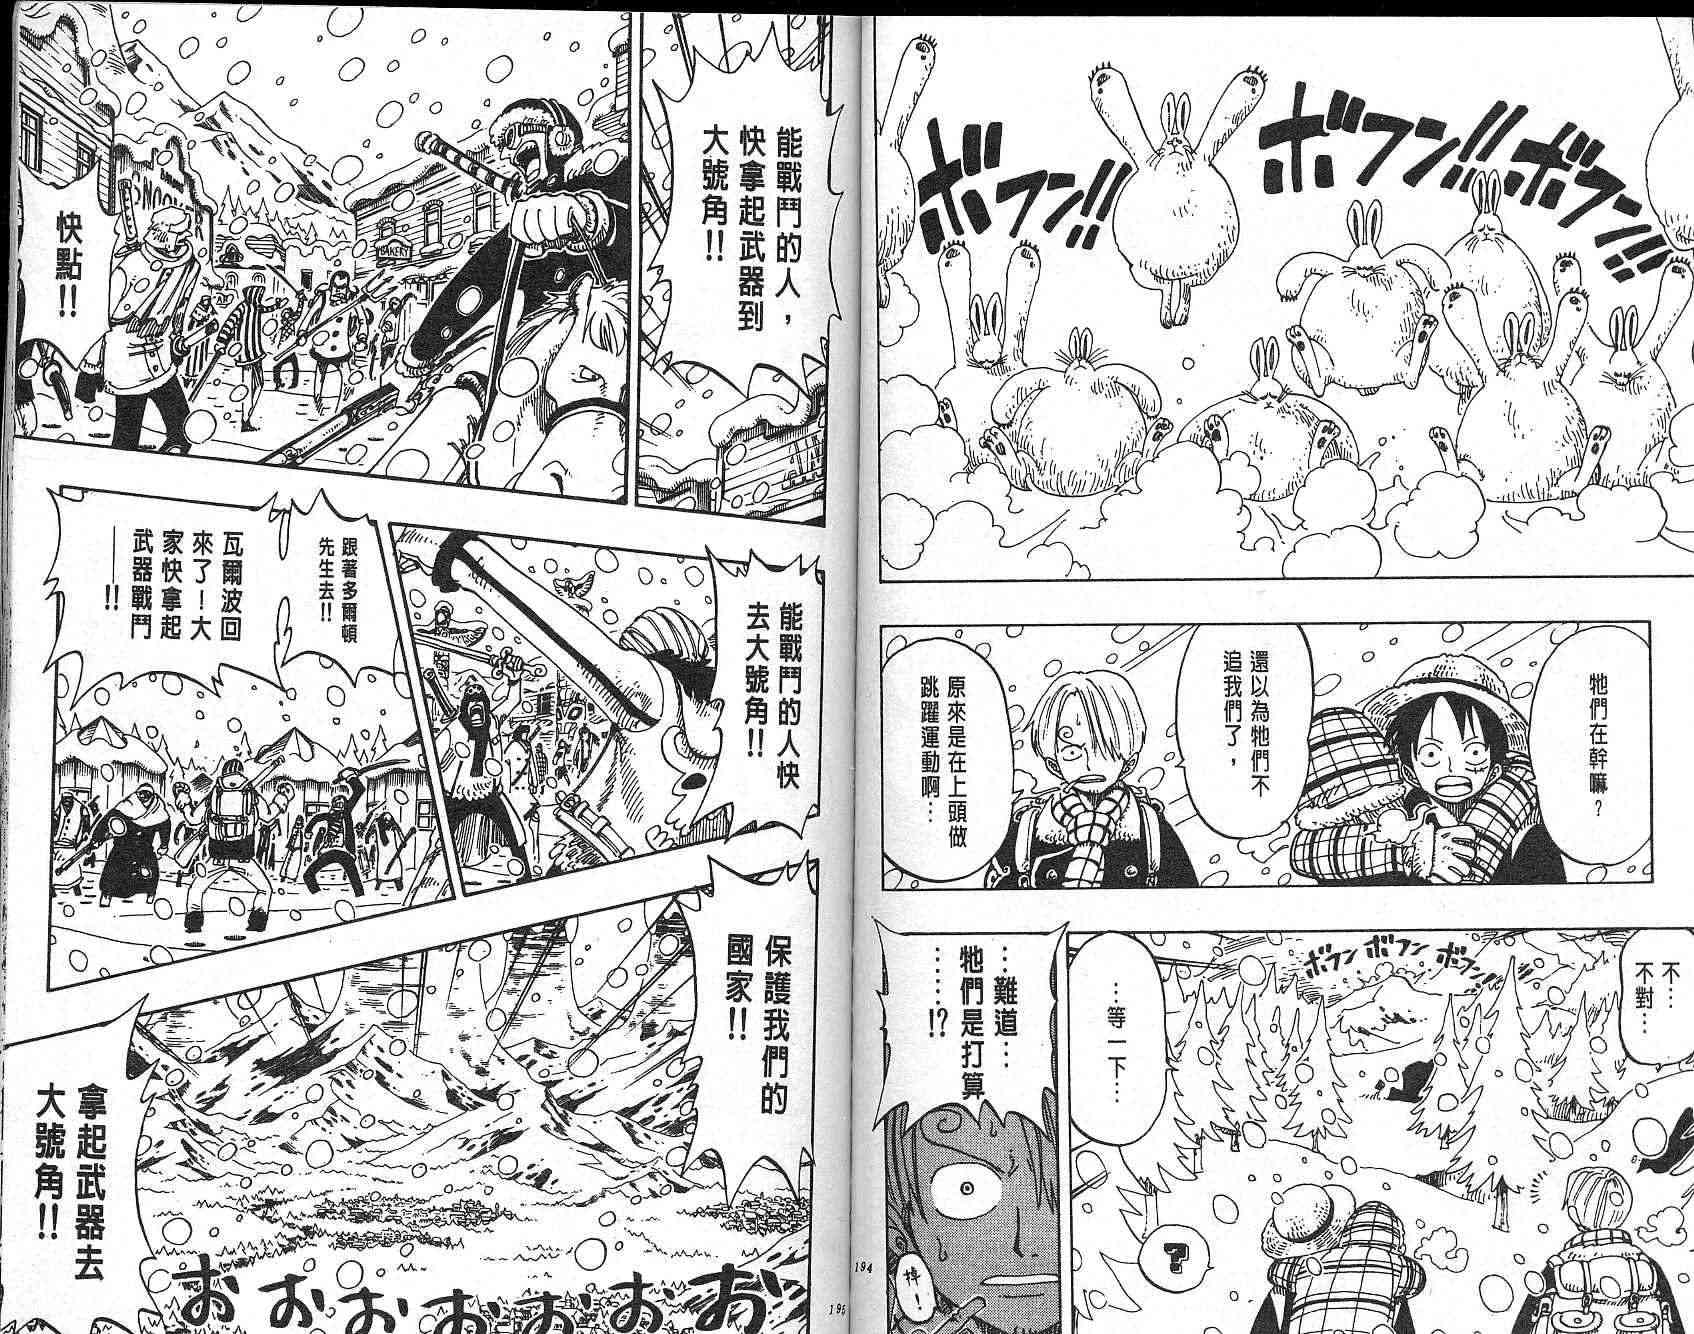 ボフン!!
ボフン!!
ボフン!!
牠們在幹嘛?
還以為牠們不
追我們了,
原來是在上頭做
跳躍運動啊…
ボフン
ボフン
ボフン!!
不…
不對…
…等一下…
?
…難道…
牠們是打算
……!?
194
能戰鬥的人,
快拿起武器到
大號角!!
快點!!
SNOOKER
BAKERY
能戰鬥的人快
去大號角!!
跟著多爾頓
先生去!!
瓦爾波回
來了!大
家快拿起
武器戰鬥
——!!
保護我們的
國家!!
拿起武器去
大號角!!
おおおおおおお
195